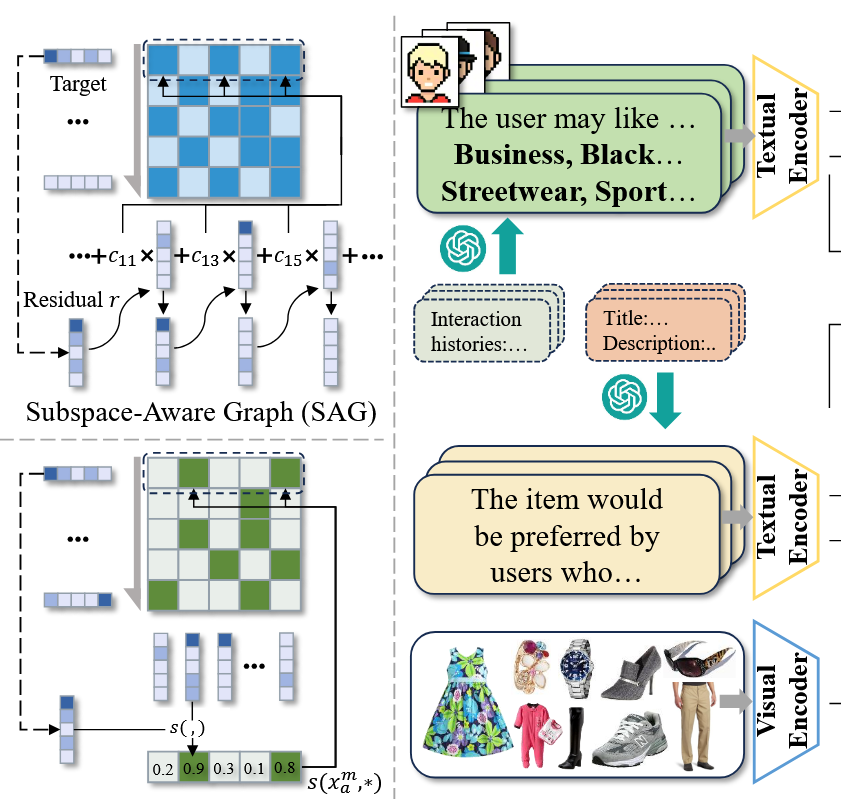 Target
...
...+c₁₁× +c₁₃× +c₁₅× +...
Residual r
Subspace-Aware Graph (SAG)
...
...
s(,)
0.2 0.9 0.3 0.1 0.8
s(xₐᵐ,*)
The user may like …
Business, Black…
Streetwear, Sport…
Textual
Encoder
Interaction
histories:…
Title:…
Description:..
The item would
be preferred by
users who…
Textual
Encoder
Visual
Encoder